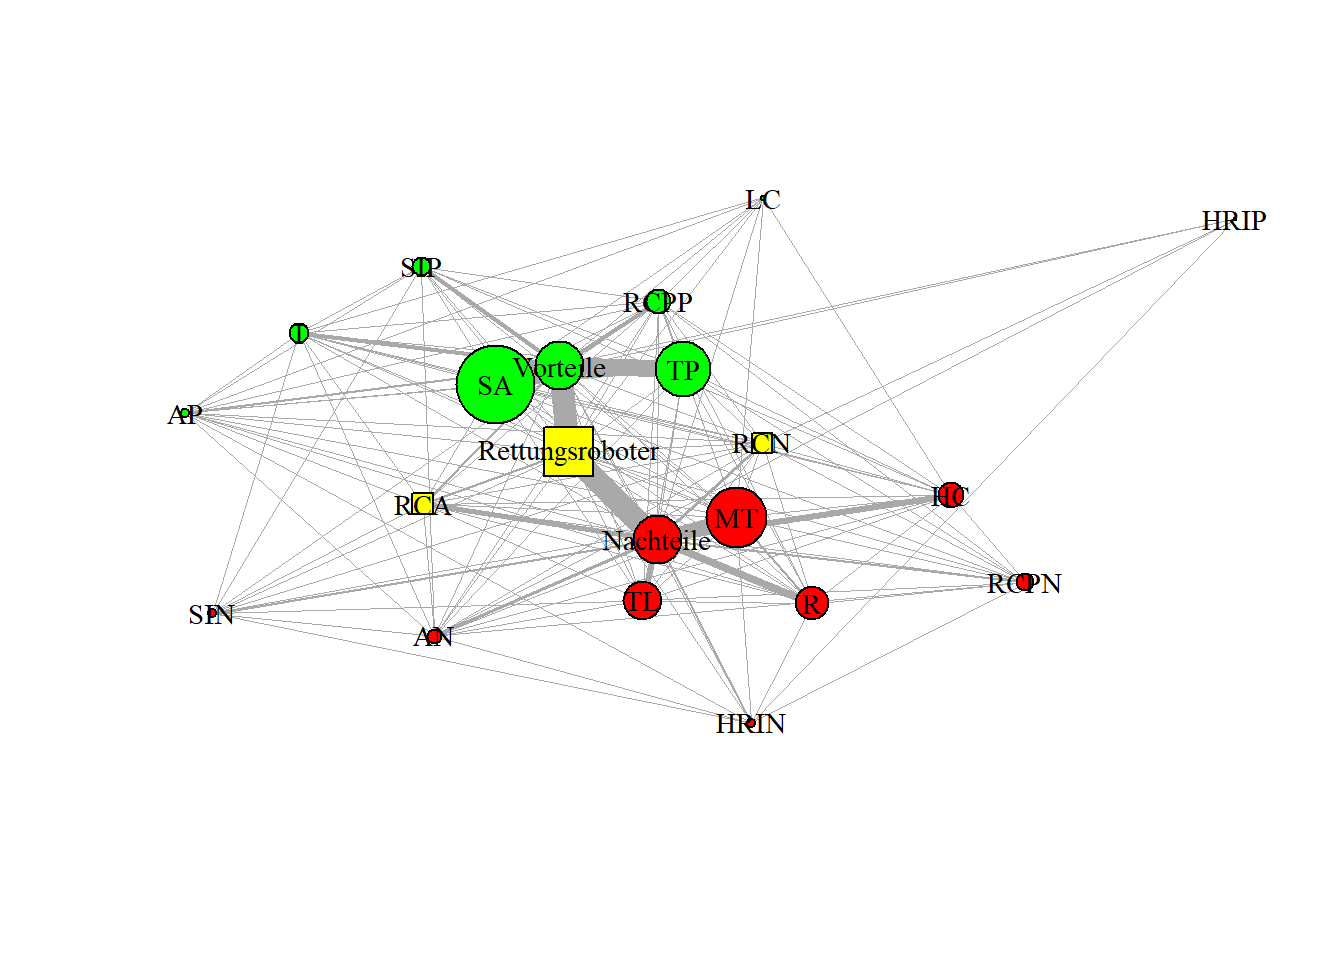 LC
HRIP
SIP
RCPP
I
Vorteile
TP
SA
AP
RCN
Rettungsroboter
HC
RCA
MT
Nachteile
RCPN
TL
R
SIN
AN
HRIN